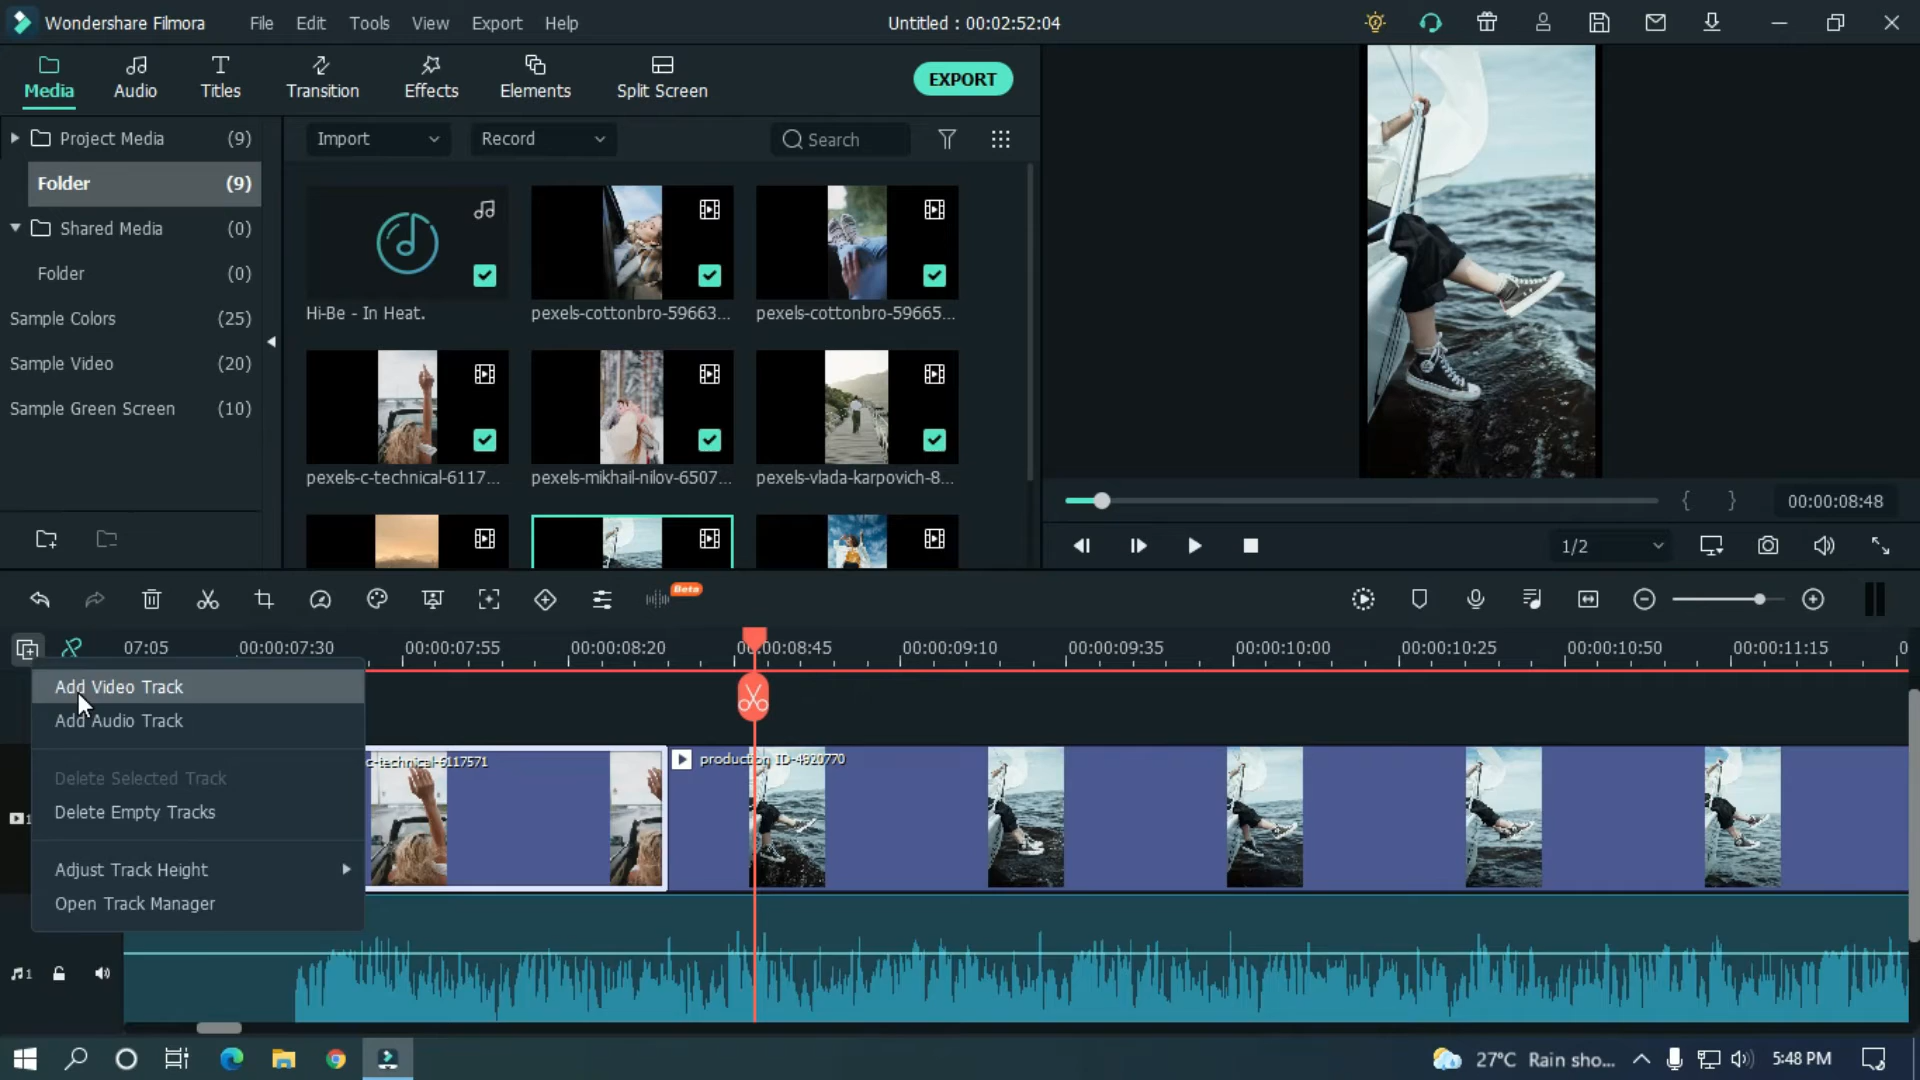 Wondershare Filmora
File Edit Tools View Export Help
Untitled : 00:02:52:04
Media Audio Titles Transition Effects Elements Split Screen
EXPORT
Project Media (9)
Folder (9)
Shared Media (0)
Folder (0)
Sample Colors (25)
Sample Video (20)
Sample Green Screen (10)
Import Record Search
Hi-Be - In Heat.
pexels-cottonbro-59663...
pexels-cottonbro-59665...
pexels-c-technical-6117...
pexels-mikhail-nilov-6507...
pexels-vlada-karpovich-8...
{ } 00:00:08:48
1/2
Beta
07:05 00:00:07:30 00:00:07:55 00:00:08:20 00:00:08:45 00:00:09:10 00:00:09:35 00:00:10:00 00:00:10:25 00:00:10:50 00:00:11:15 0
Add Video Track
Add Audio Track
Delete Selected Track
Delete Empty Tracks
Adjust Track Height
Open Track Manager
c-technical-6117571
production ID-4920770
1
1
27°C Rain sho... 5:48 PM